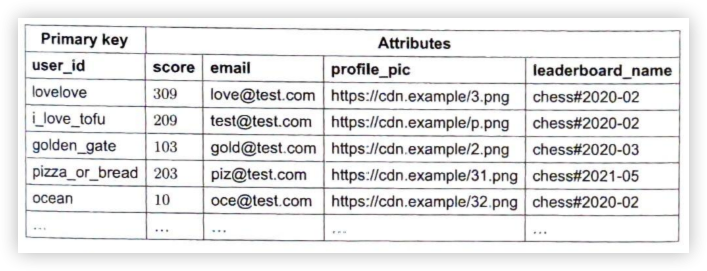 Primary key Attributes
user_id score email profile_pic leaderboard_name
lovelove 309 love@test.com https://cdn.example/3.png chess#2020-02
i_love_tofu 209 test@test.com https://cdn.example/p.png chess#2020-02
golden_gate 103 gold@test.com https://cdn.example/2.png chess#2020-03
pizza_or_bread 203 piz@test.com https://cdn.example/31.png chess#2021-05
ocean 10 oce@test.com https://cdn.example/32.png chess#2020-02
... ... ... ... ...